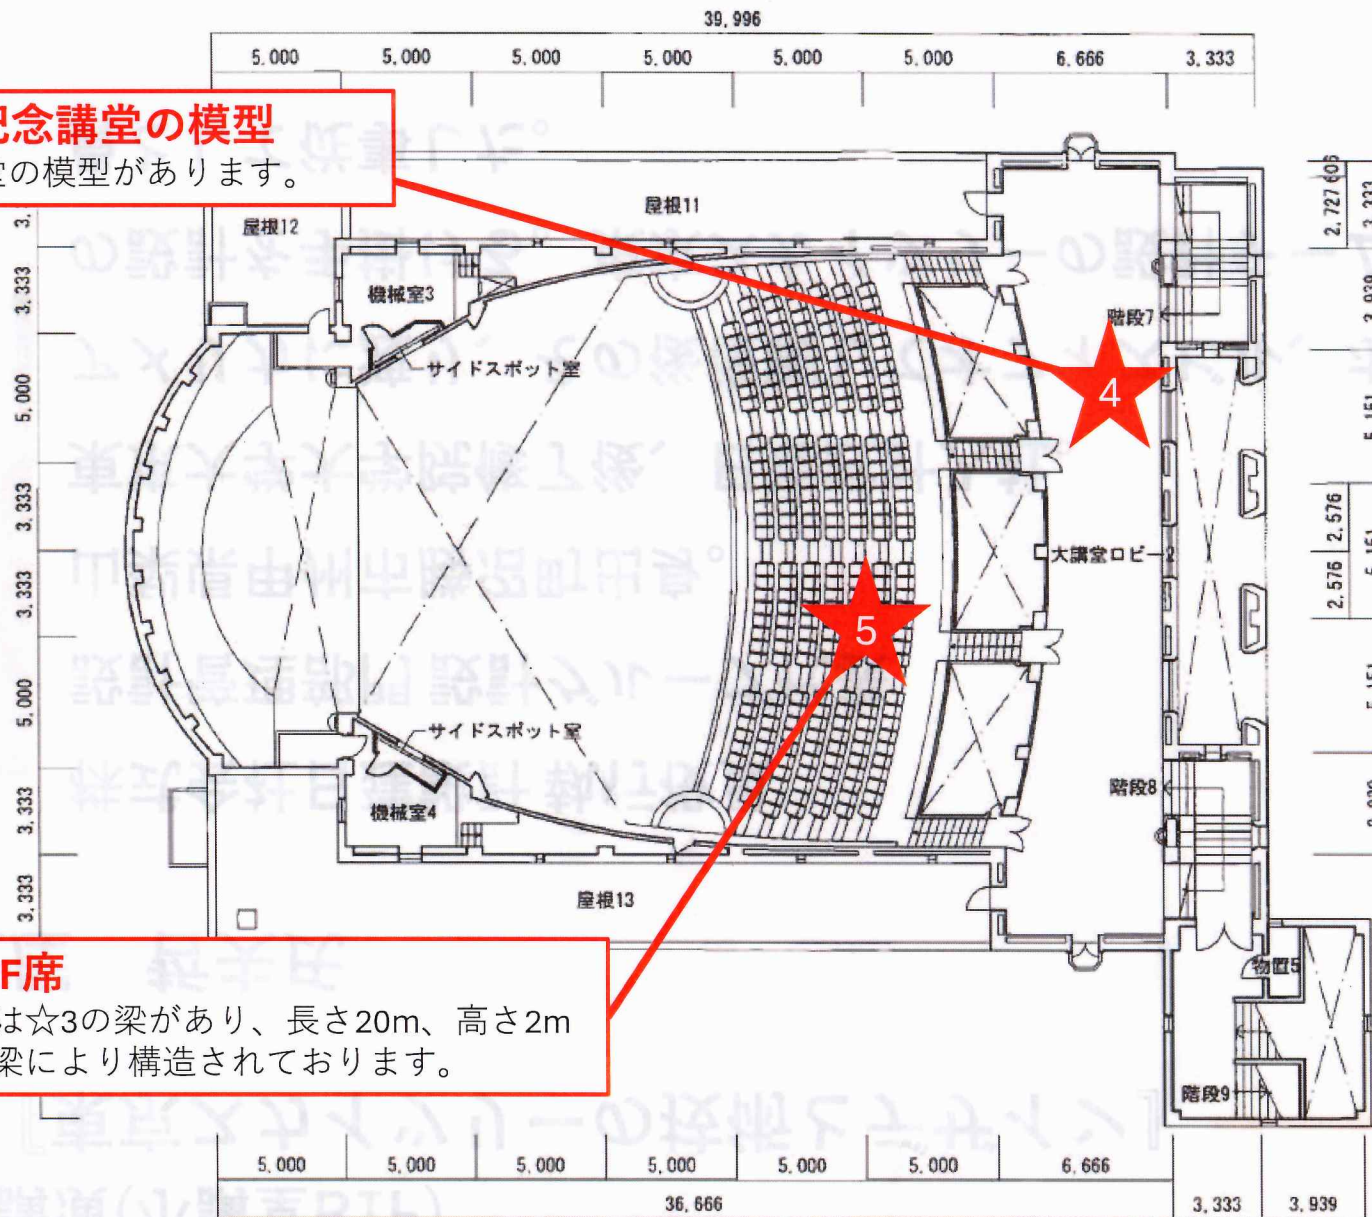 39,996
5,000 5,000 5,000 5,000 5,000 5,000 6,666 3,333
記念講堂の模型
堂の模型があります。
屋根11
屋根12
2,727 606
3,333
機械室3
階段7
サイドスポット室
4
5,000
3,333
2,576
大講堂ロビー2
2,576
5
3,333
5,000
サイドスポット室
階段8
3,333
機械室4
屋根13
3,333
F席
は☆3の梁があり、長さ20m、高さ2m
梁により構造されております。
物置5
階段9
5,000 5,000 5,000 5,000 5,000 5,000 6,666
36,666 3,333 3,939